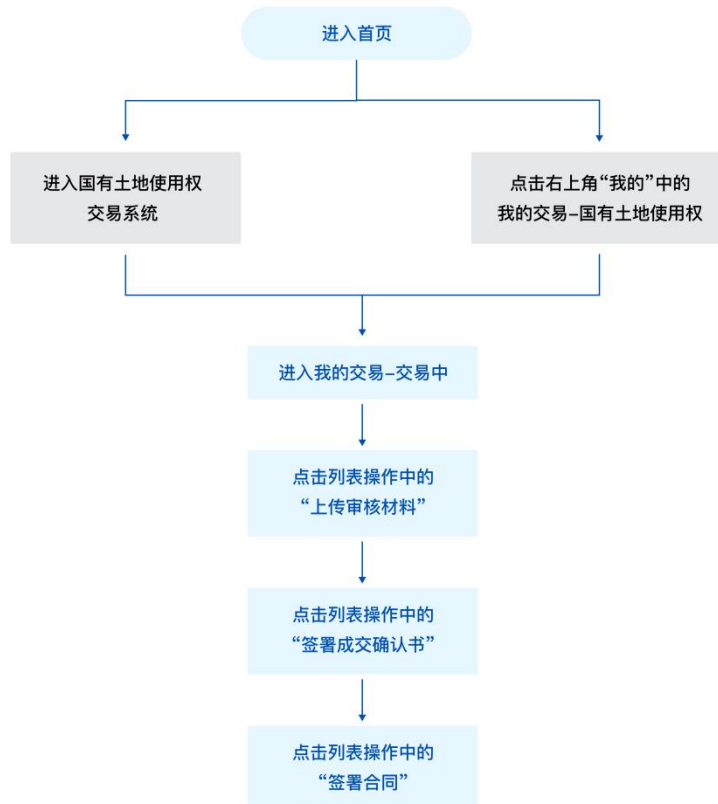 进入首页
进入国有土地使用权
交易系统
点击右上角“我的”中的
我的交易–国有土地使用权
进入我的交易–交易中
点击列表操作中的
“上传审核材料”
点击列表操作中的
“签署成交确认书”
点击列表操作中的
“签署合同”